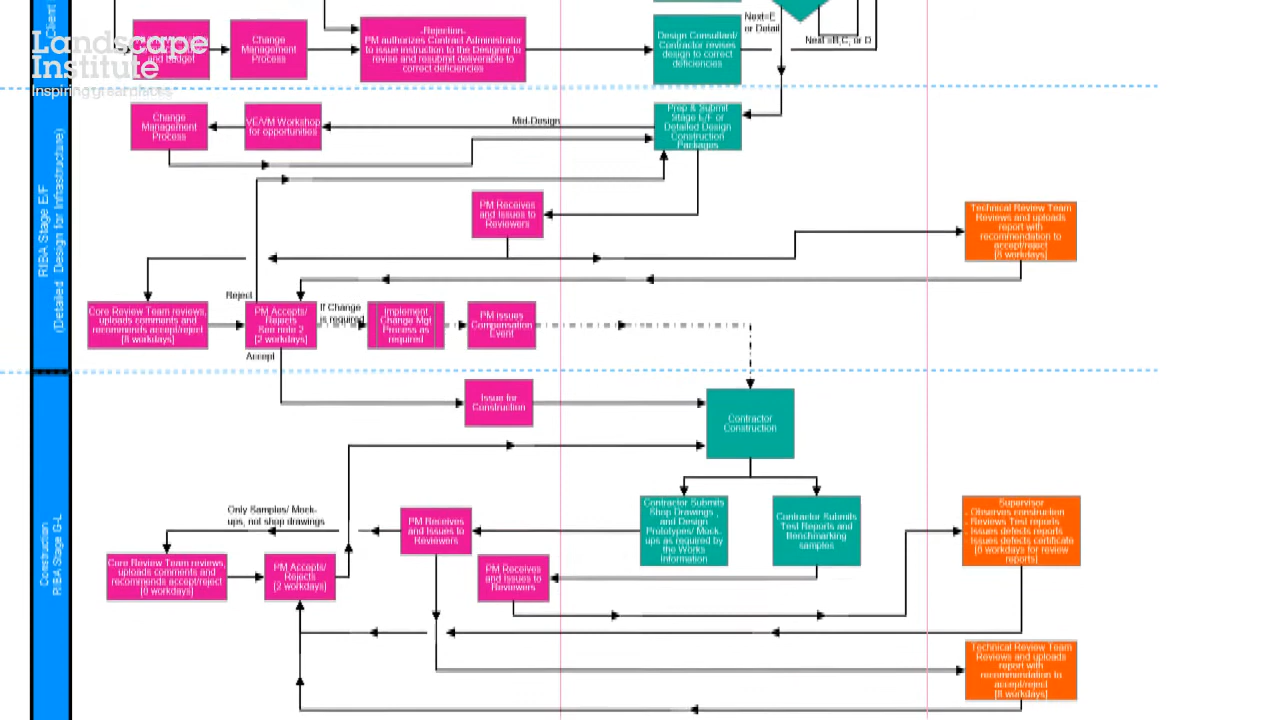 Client
Landscape
Institute
Inspiring great places
and budget
Change
Management
Process
-Rejection-
PM authorizes Contract Administrator
to issue instruction to the Designer to
revise and resubmit deliverable to
correct deficiencies
Design Consultant/
Contractor revises
design to correct
deficiencies
Next=E
or Detail
Next =B,C, or D
RIBA Stage E/F
(Detailed Design for Infrastructure)
Change
Management
Process
VE/VM Workshop
for opportunities
Mid-Design
Prep & Submit
Stage E/F or
Detailed Design
Construction
Packages
PM Receives
and Issues to
Reviewers
Technical Review Team
Reviews and uploads
report with
recommendation to
accept/reject
[8 workdays]
Reject
Core Review Team reviews,
uploads comments and
recommends accept/reject
[8 workdays]
PM Accepts/
Rejects
See note 2
[2 workdays]
If Change
is required
Implement
Change Mgt
Process as
required
PM issues
Compensation
Event
Accept
Construction
RIBA Stage G-L
Issue for
Construction
Contractor
Construction
Only Samples/ Mock-
ups, not shop drawings
PM Receives
and Issues to
Reviewers
Contractor Submits
Shop Drawings ,
and Design
Prototypes/ Mock-
ups as required by
the Works
Information
Contractor Submits
Test Reports and
Benchmarking
samples
Supervisor
- Observes construction
- Reviews Test reports
- Issues defects reports
- Issues defects certificate
[6 workdays for review
reports]
Core Review Team reviews,
uploads comments and
recommends accept/reject
workdays]
PM Accepts/
Rejects
[2 workdays]
PM Receives
and Issues to
Reviewers
Technical Review Team
Reviews and uploads
report with
recommendation to
accept/reject
[8 workdays]